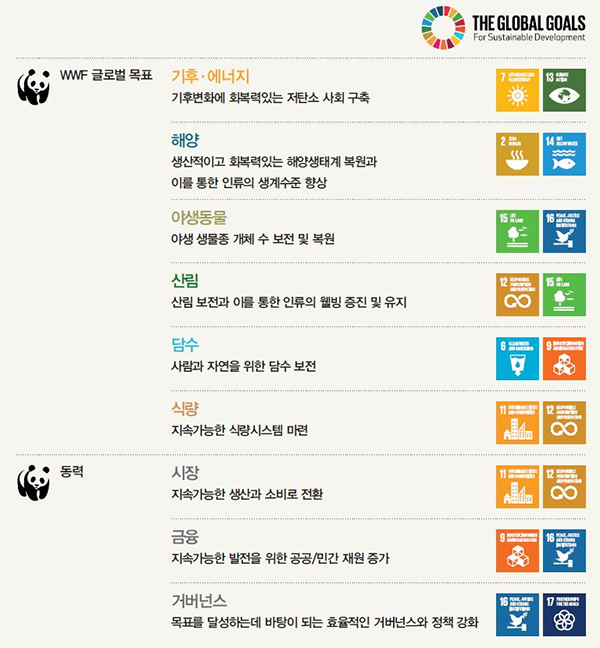 THE GLOBAL GOALS
For Sustainable Development
WWF 글로벌 목표
기후·에너지
기후변화에 회복력있는 저탄소 사회 구축
7 AFFORDABLE AND CLEAN ENERGY
13 CLIMATE ACTION
해양
생산적이고 회복력있는 해양생태계 복원과
이를 통한 인류의 생계수준 향상
2 ZERO HUNGER
14 LIFE BELOW WATER
야생동물
야생 생물종 개체 수 보전 및 복원
15 LIFE ON LAND
16 PEACE, JUSTICE AND STRONG INSTITUTIONS
산림
산림 보전과 이를 통한 인류의 웰빙 증진 및 유지
12 RESPONSIBLE CONSUMPTION AND PRODUCTION
15 LIFE ON LAND
담수
사람과 자연을 위한 담수 보전
6 CLEAN WATER AND SANITATION
9 INDUSTRY, INNOVATION AND INFRASTRUCTURE
식량
지속가능한 식량시스템 마련
11 SUSTAINABLE CITIES AND COMMUNITIES
12 RESPONSIBLE CONSUMPTION AND PRODUCTION
동력
시장
지속가능한 생산과 소비로 전환
11 SUSTAINABLE CITIES AND COMMUNITIES
12 RESPONSIBLE CONSUMPTION AND PRODUCTION
금융
지속가능한 발전을 위한 공공/민간 재원 증가
9 INDUSTRY, INNOVATION AND INFRASTRUCTURE
16 PEACE, JUSTICE AND STRONG INSTITUTIONS
거버넌스
목표를 달성하는데 바탕이 되는 효율적인 거버넌스와 정책 강화
16 PEACE, JUSTICE AND STRONG INSTITUTIONS
17 PARTNERSHIPS FOR THE GOALS